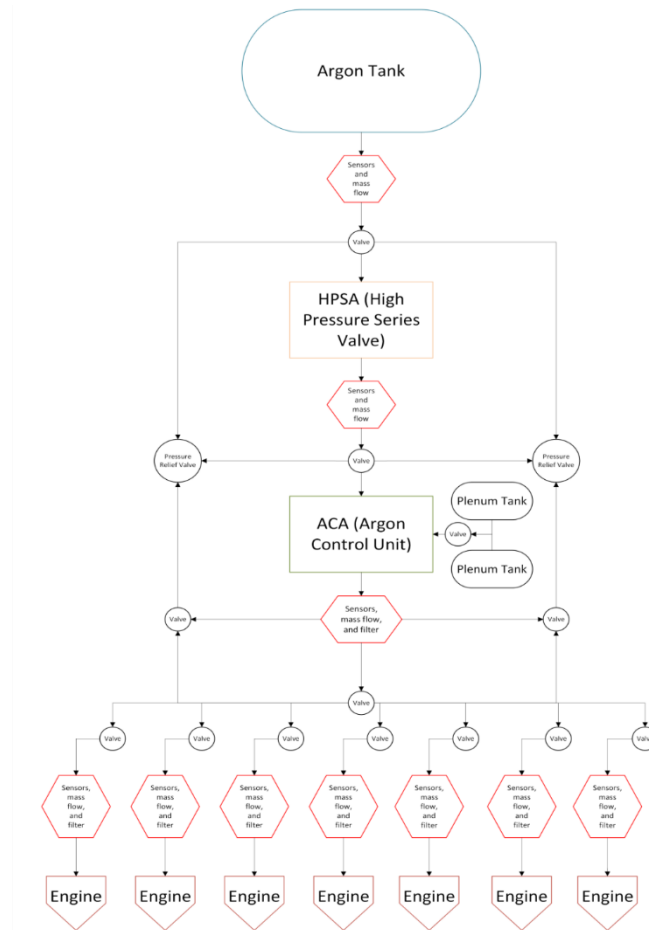 Argon Tank
Sensors
and
mass
flow
Valve
HPSA (High
Pressure Series
Valve)
Sensors
and
mass
flow
Pressure
Relief Valve
Valve
Pressure
Relief Valve
Plenum Tank
ACA (Argon
Control Unit)
Valve
Plenum Tank
Sensors,
mass flow,
and filter
Valve
Valve
Valve
Valve
Valve
Valve
Valve
Valve
Valve
Valve
Sensors,
mass
flow,
and
filter
Sensors,
mass
flow,
and
filter
Sensors,
mass
flow,
and
filter
Sensors,
mass
flow,
and
filter
Sensors,
mass
flow,
and
filter
Sensors,
mass
flow,
and
filter
Sensors,
mass
flow,
and
filter
Engine
Engine
Engine
Engine
Engine
Engine
Engine